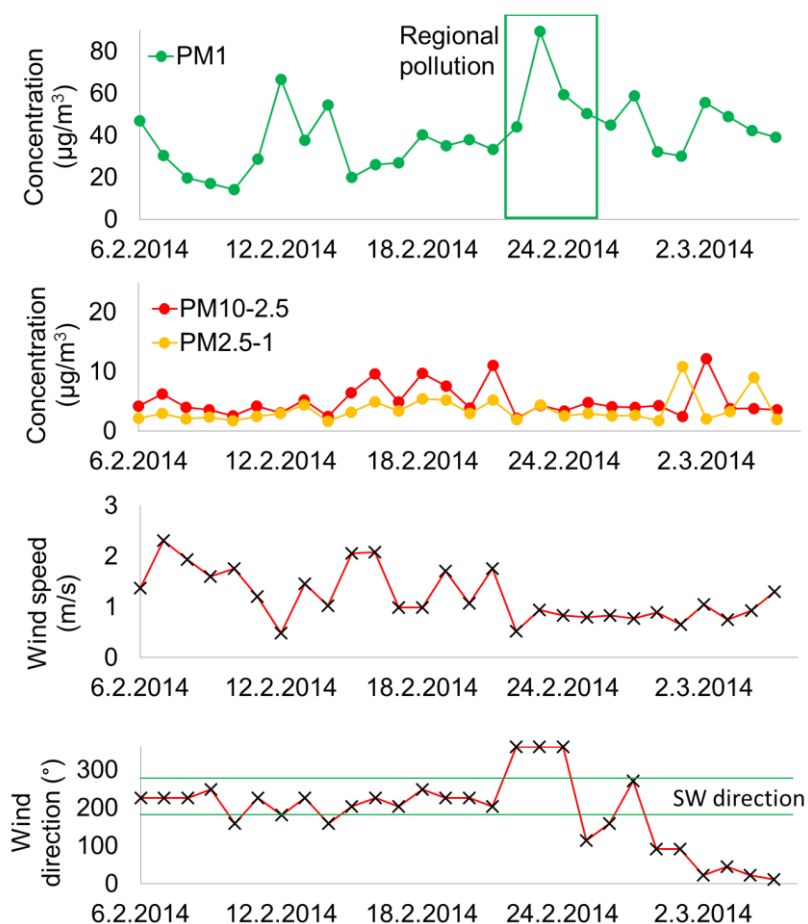 Concentration
(µg/m³)
80
60
40
20
0
PM1
Regional
pollution
6.2.2014 12.2.2014 18.2.2014 24.2.2014 2.3.2014
Concentration
(µg/m³)
20
10
0
PM10-2.5
PM2.5-1
6.2.2014 12.2.2014 18.2.2014 24.2.2014 2.3.2014
Wind speed
(m/s)
3
2
1
0
6.2.2014 12.2.2014 18.2.2014 24.2.2014 2.3.2014
Wind
direction (°)
300
200
100
0
SW direction
6.2.2014 12.2.2014 18.2.2014 24.2.2014 2.3.2014